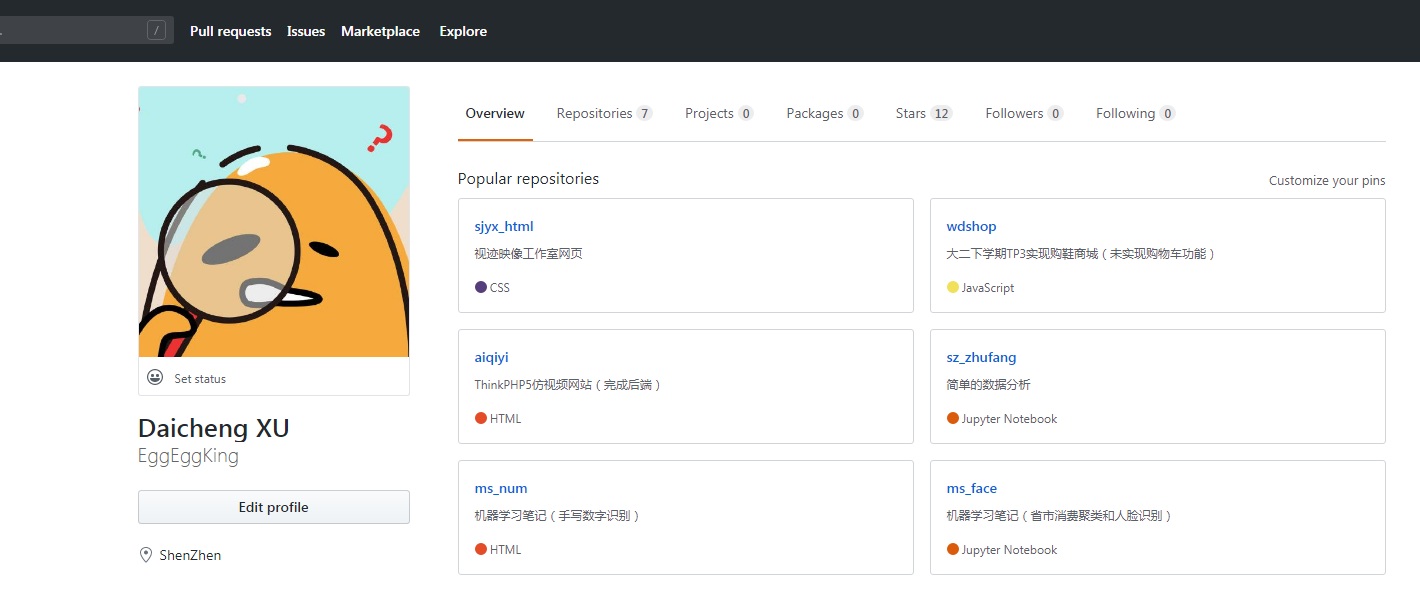 / Pull requests Issues Marketplace Explore
Overview Repositories 7 Projects 0 Packages 0 Stars 12 Followers 0 Following 0
Popular repositories
Customize your pins
sjyx_html
视迹映像工作室网页
CSS
wdshop
大二下学期TP3实现购鞋商城（未实现购物车功能）
JavaScript
aiqiyi
ThinkPHP5仿视频网站（完成后端）
HTML
sz_zhufang
简单的数据分析
Jupyter Notebook
ms_num
机器学习笔记（手写数字识别）
HTML
ms_face
机器学习笔记（省市消费聚类和人脸识别）
Jupyter Notebook
? ?
Set status
Daicheng XU
EggEggKing
Edit profile
ShenZhen